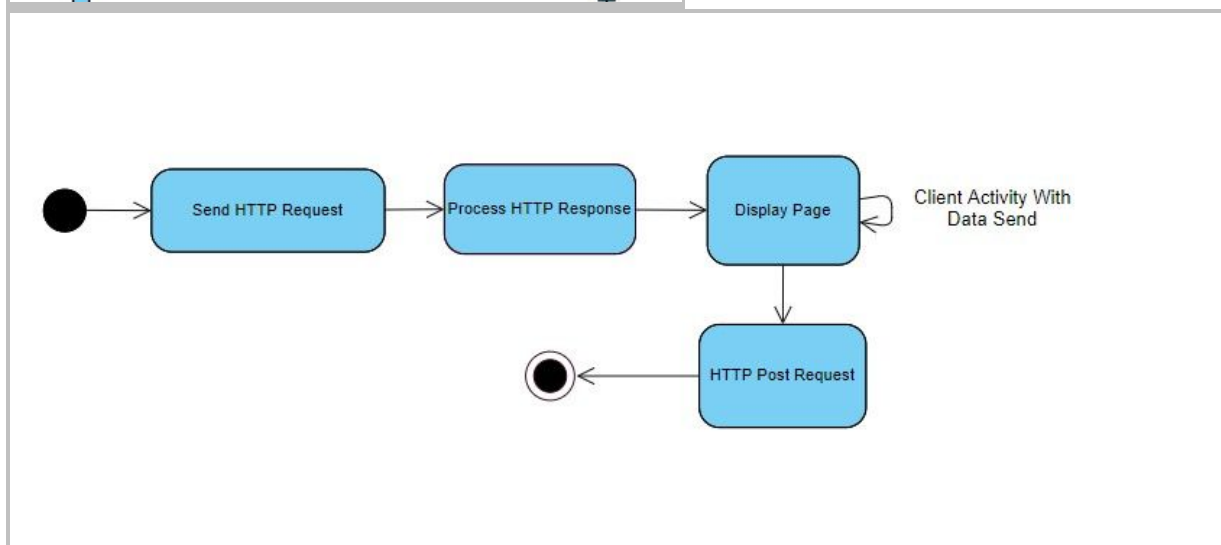 Send HTTP Request
Process HTTP Response
Display Page
Client Activity With
Data Send
HTTP Post Request